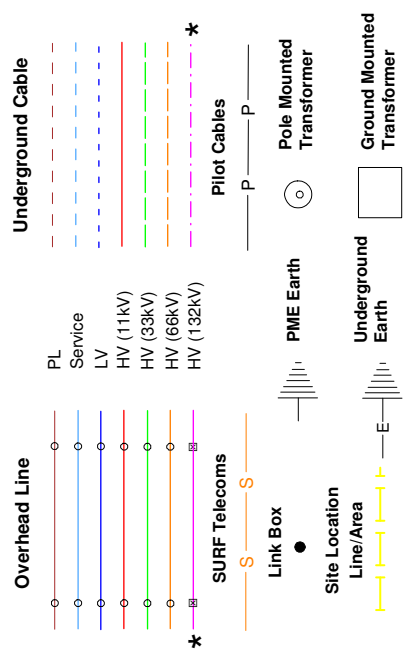 Overhead Line
Underground Cable
PL
Service
LV
HV (11kV)
HV (33kV)
HV (66kV)
* HV (132kV) *
SURF Telecoms
Pilot Cables
S S
P P
Link Box
PME Earth
Pole Mounted
Transformer
Site Location
Line/Area
E
Underground
Earth
Ground Mounted
Transformer